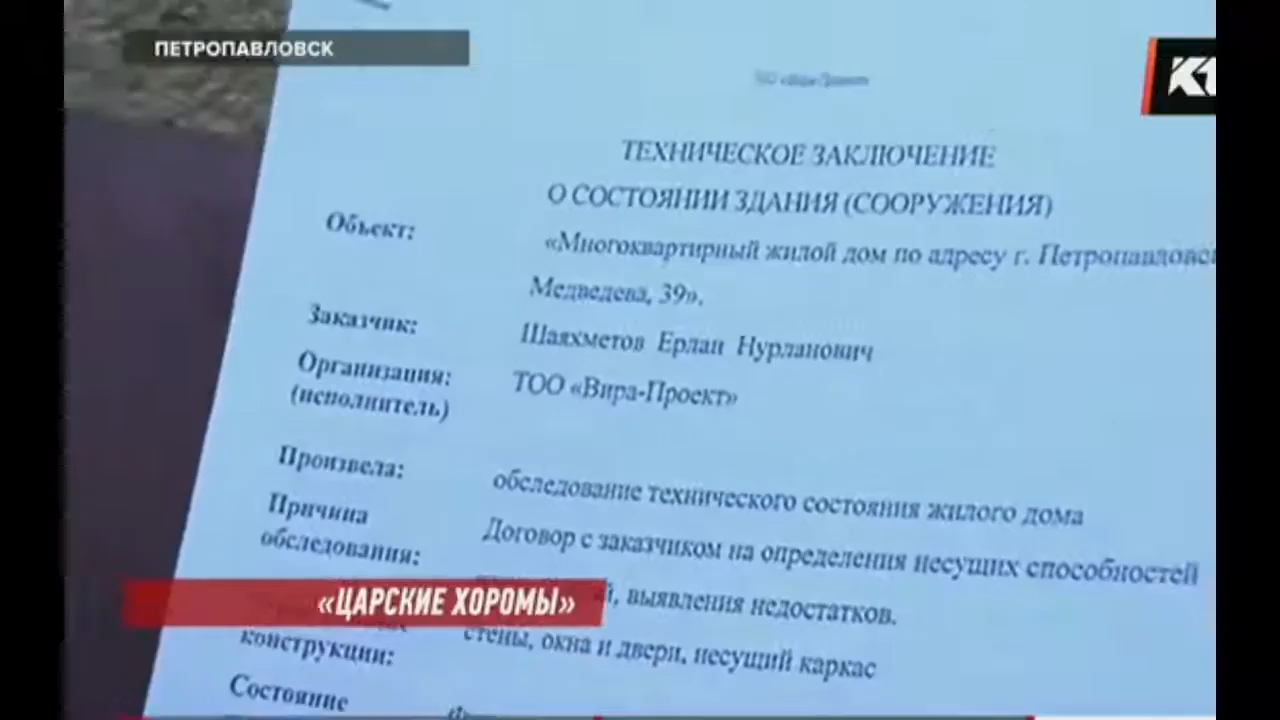 ПЕТРОПАВЛОВСК
ТЕХНИЧЕСКОЕ ЗАКЛЮЧЕНИЕ
О СОСТОЯНИИ ЗДАНИЯ (СООРУЖЕНИЯ)
Объект: «Многоквартирный жилой дом по адресу г. Петропавловс
Медведева, 39».
Заказчик: Шаяхметов Ерлан Нурланович
Организация: ТОО «Вира-Проект»
(исполнитель)
Произвела: обследование технического состояния жилого дома
Причина Договор с заказчиком на определения несущих способностей
обследования: выявления недостатков.
«ЦАРСКИЕ ХОРОМЫ»
конструкции: стены, окна и двери, несущий каркас
Состояние